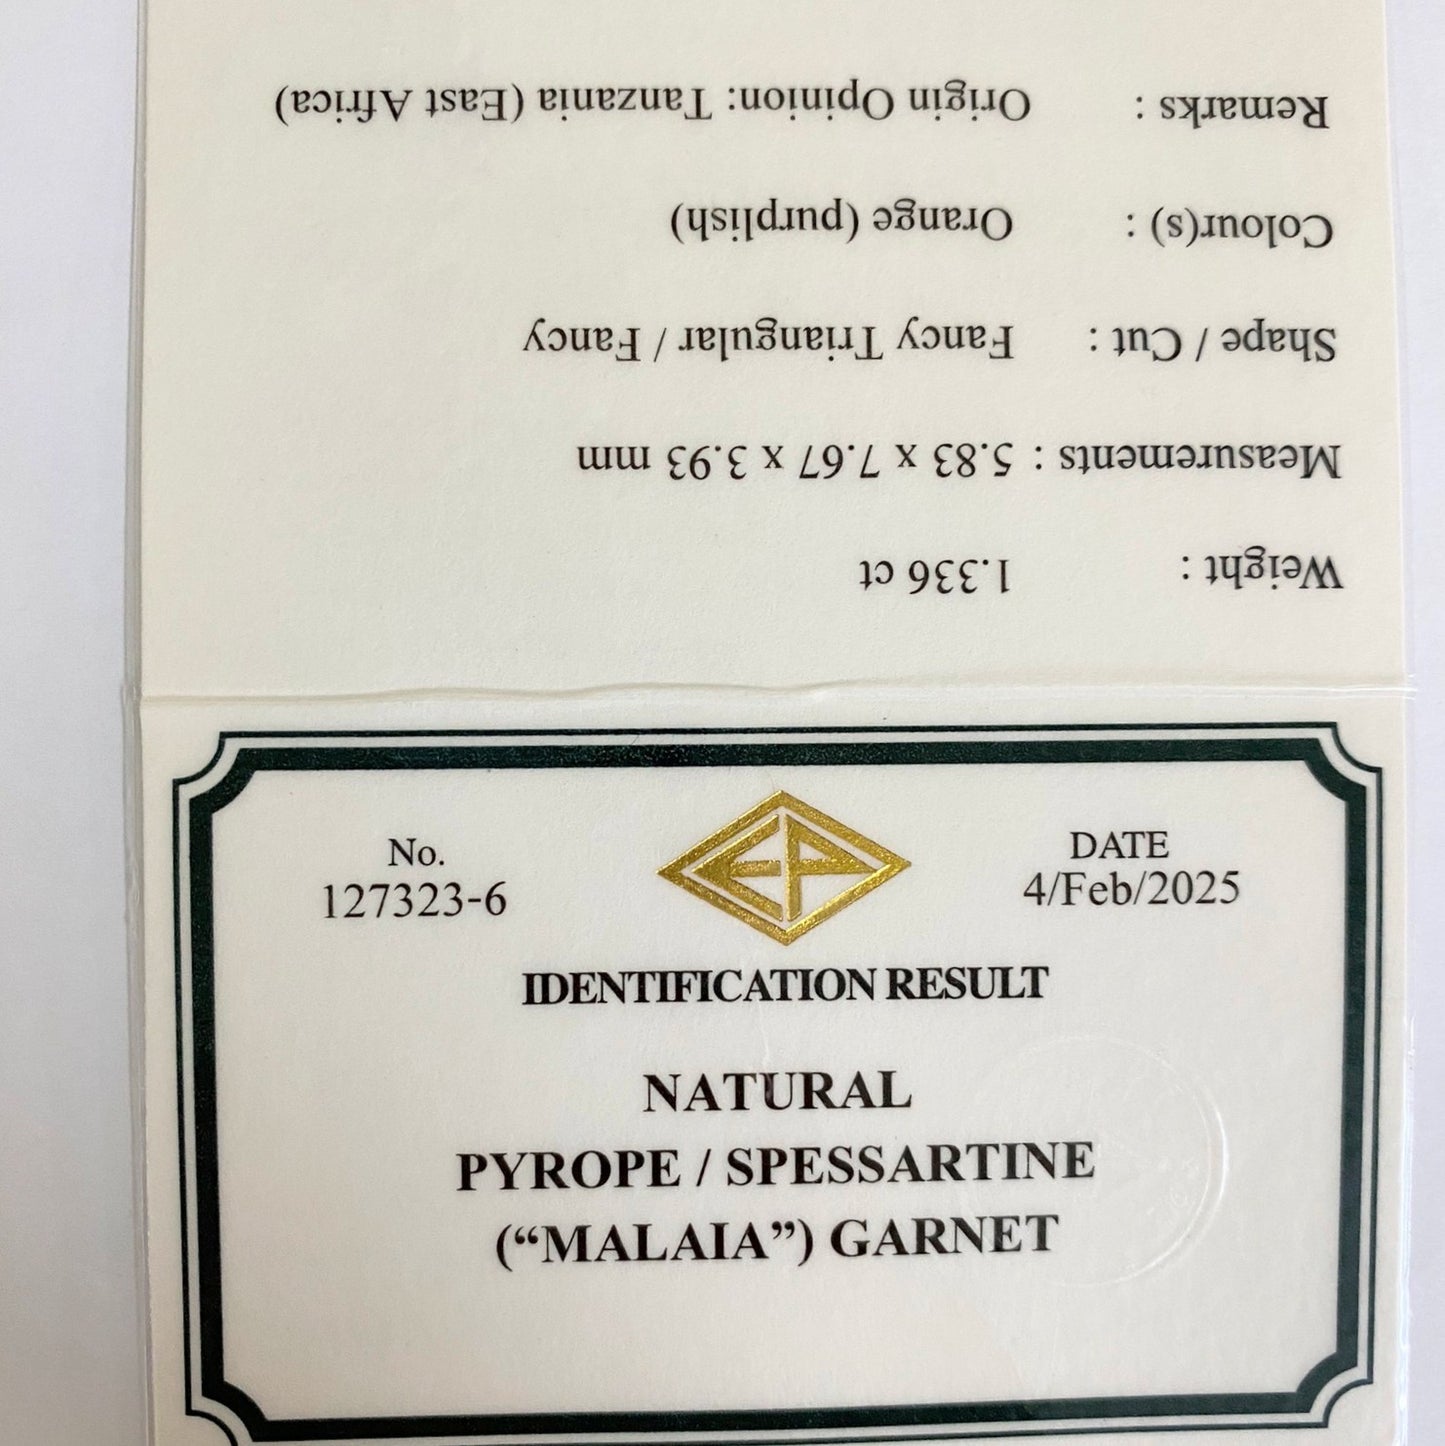 Weight : 1.336 ct
Measurements : 5.83 x 7.67 x 3.93 mm
Shape / Cut : Fancy Triangular / Fancy
Colour(s) : Orange (purplish)
Remarks : Origin Opinion: Tanzania (East Africa)
No.
127323-6
EP
DATE
4/Feb/2025
IDENTIFICATION RESULT
NATURAL
PYROPE / SPESSARTINE
(“MALAIA”) GARNET